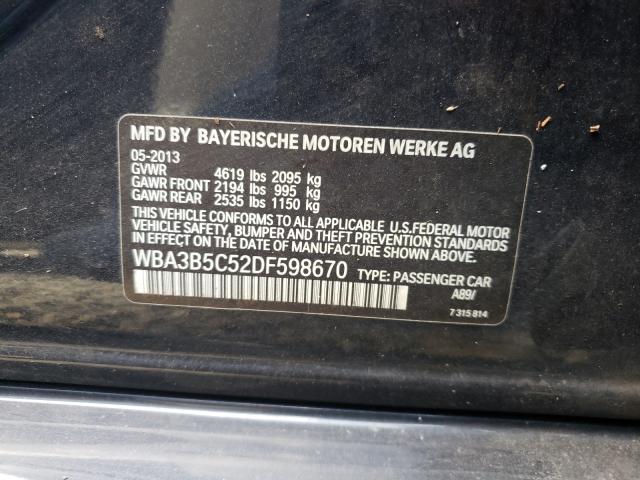 MFD BY BAYERISCHE MOTOREN WERKE AG
05-2013
GVWR 4619 lbs 2095 kg
GAWR FRONT 2194 lbs 995 kg
GAWR REAR 2535 lbs 1150 kg
THIS VEHICLE CONFORMS TO ALL APPLICABLE U.S.FEDERAL MOTOR
VEHICLE SAFETY, BUMPER AND THEFT PREVENTION STANDARDS
IN EFFECT ON THE DATE OF MANUFACTURE SHOWN ABOVE.
WBA3B5C52DF598670 TYPE: PASSENGER CAR
A89/
7 315 814